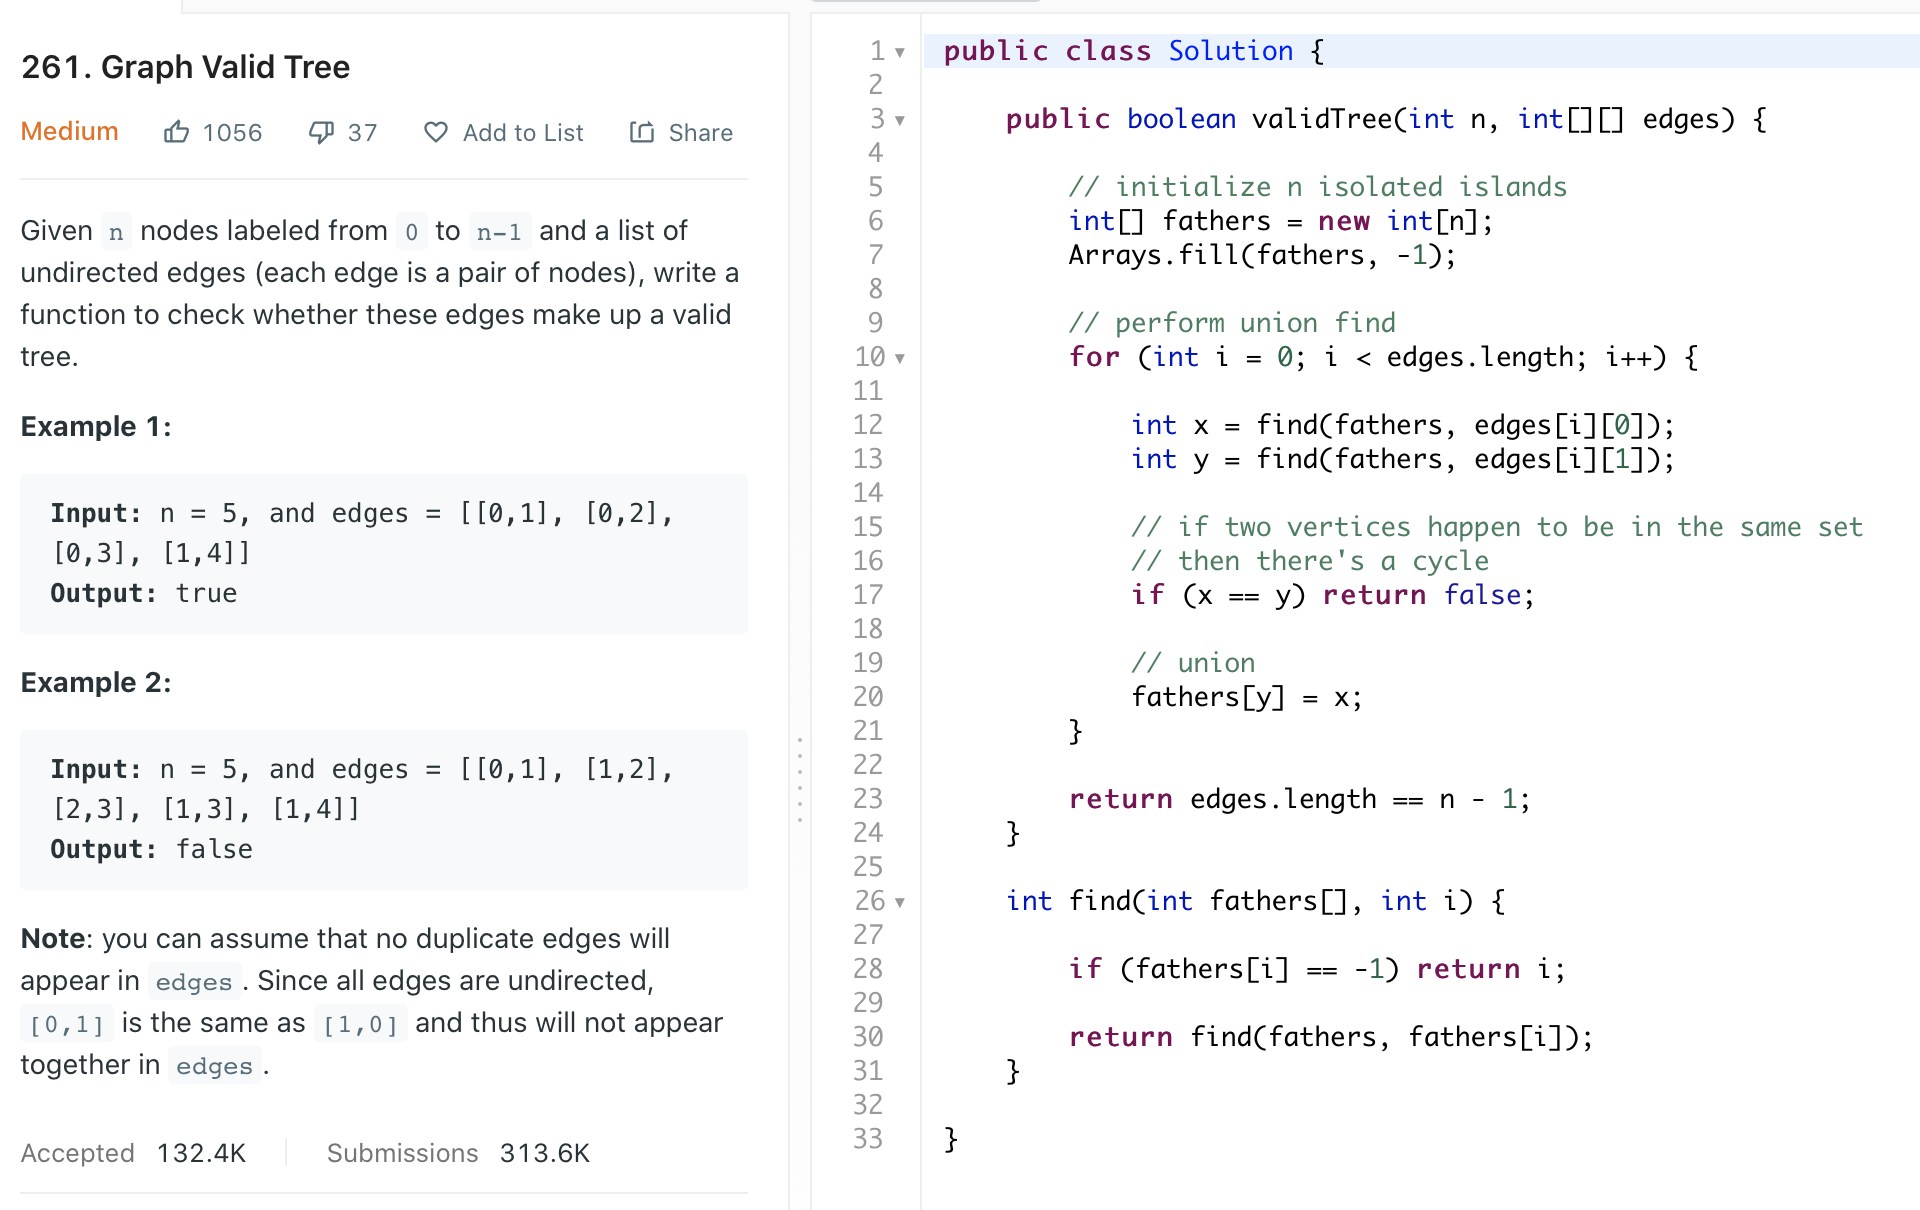 261. Graph Valid Tree
Medium 1056 37 Add to List Share
Given n nodes labeled from 0 to n-1 and a list of
undirected edges (each edge is a pair of nodes), write a
function to check whether these edges make up a valid
tree.
Example 1:
Input: n = 5, and edges = [[0,1], [0,2],
[0,3], [1,4]]
Output: true
Example 2:
Input: n = 5, and edges = [[0,1], [1,2],
[2,3], [1,3], [1,4]]
Output: false
Note: you can assume that no duplicate edges will
appear in edges . Since all edges are undirected,
[0,1] is the same as [1,0] and thus will not appear
together in edges .
Accepted 132.4K Submissions 313.6K
1 public class Solution {
2
3     public boolean validTree(int n, int[][] edges) {
4
5         // initialize n isolated islands
6         int[] fathers = new int[n];
7         Arrays.fill(fathers, -1);
8
9         // perform union find
10         for (int i = 0; i < edges.length; i++) {
11
12             int x = find(fathers, edges[i][0]);
13             int y = find(fathers, edges[i][1]);
14
15             // if two vertices happen to be in the same set
16             // then there's a cycle
17             if (x == y) return false;
18
19             // union
20             fathers[y] = x;
21         }
22
23         return edges.length == n - 1;
24     }
25
26     int find(int fathers[], int i) {
27
28         if (fathers[i] == -1) return i;
29
30         return find(fathers, fathers[i]);
31     }
32
33 }